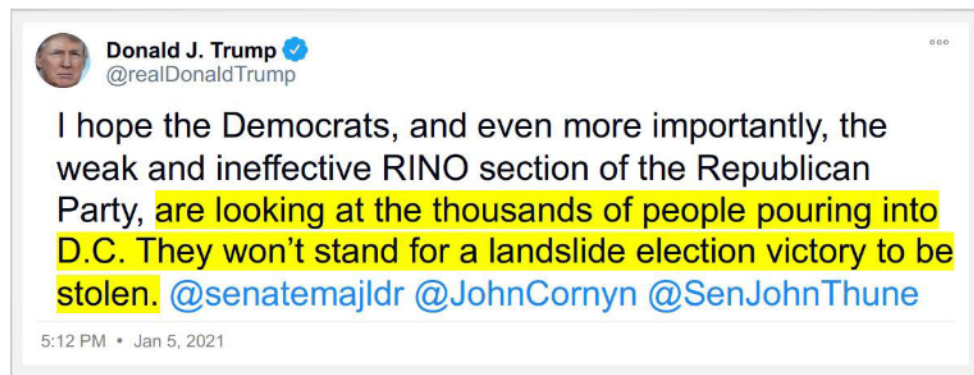 Donald J. Trump
@realDonaldTrump
I hope the Democrats, and even more importantly, the
weak and ineffective RINO section of the Republican
Party, are looking at the thousands of people pouring into
D.C. They won’t stand for a landslide election victory to be
stolen. @senatemajldr @JohnCornyn @SenJohnThune
5:12 PM • Jan 5, 2021